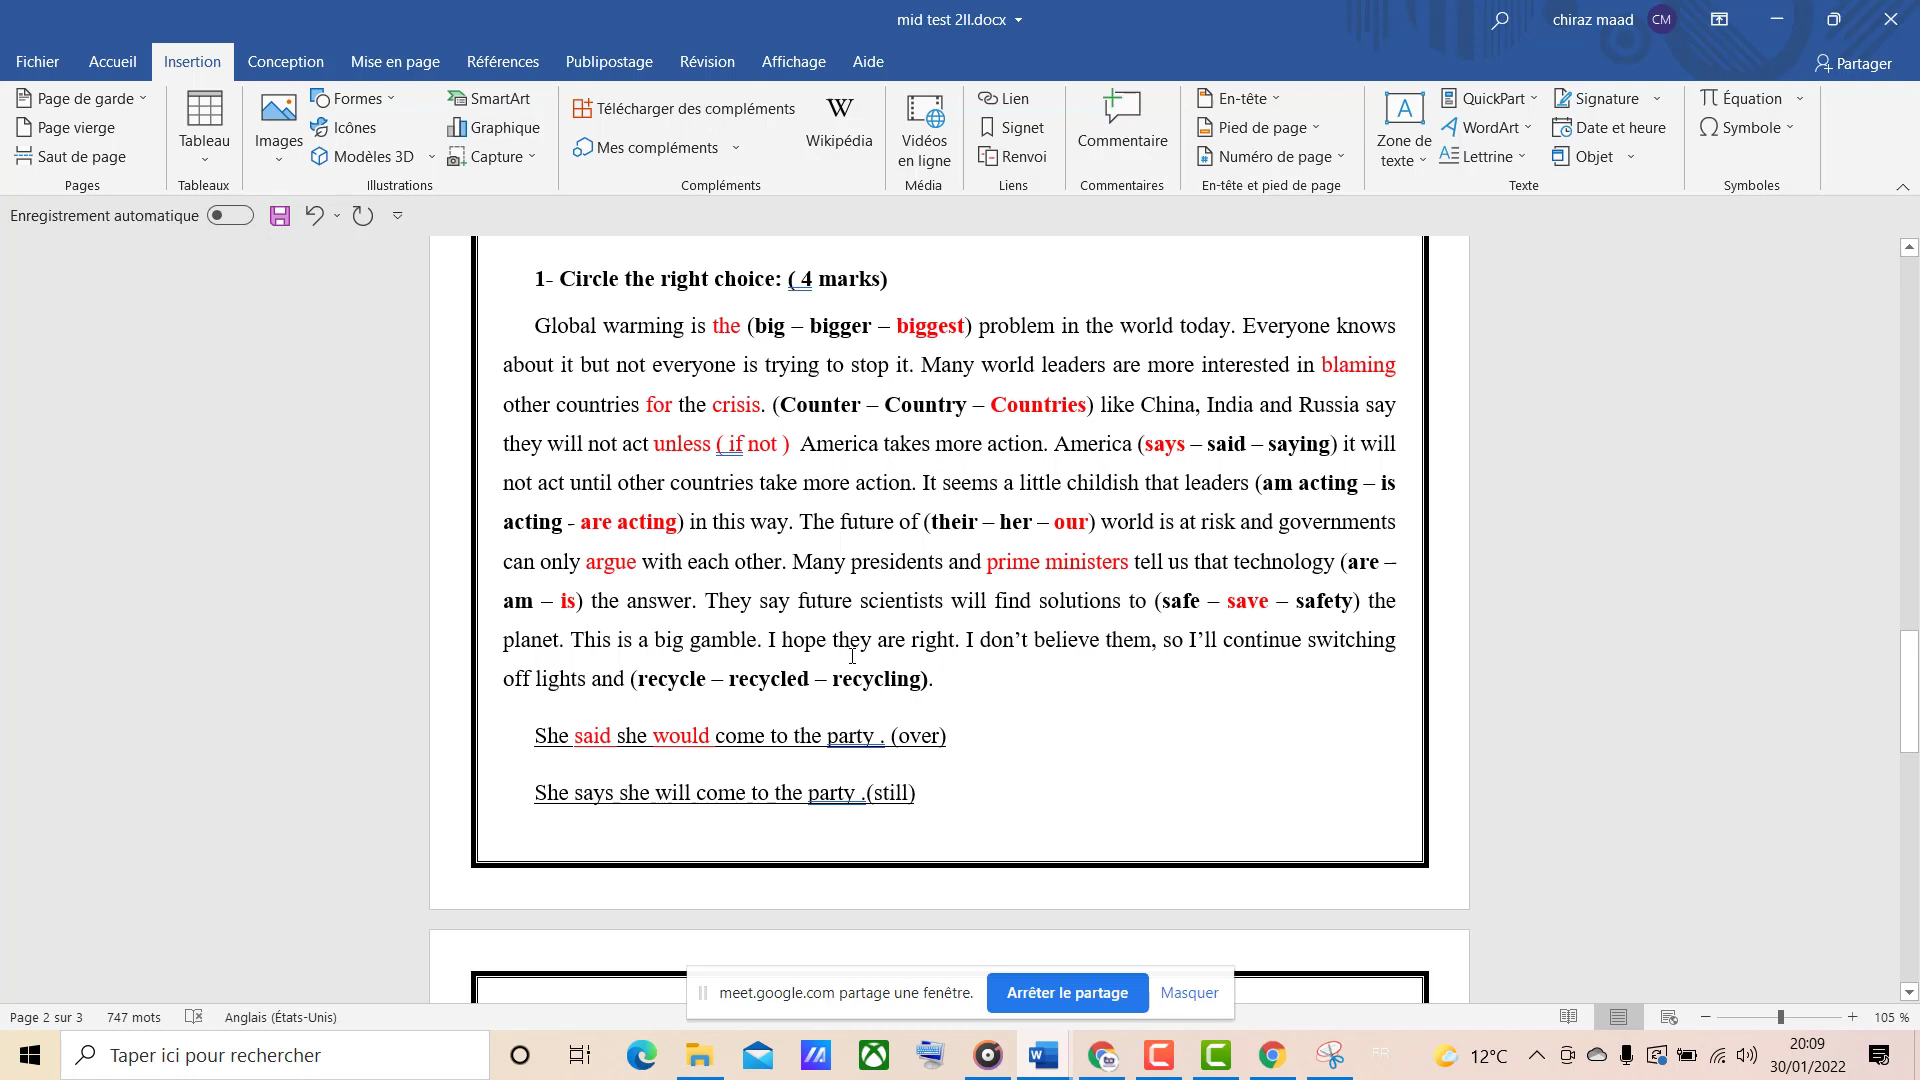 mid test 2ll.docx
chiraz maad CM
Fichier Accueil Insertion Conception Mise en page Références Publipostage Révision Affichage Aide Partager
Page de garde
Page vierge
Saut de page
Pages
Tableau
Tableaux
Images
Formes
Icônes
Modèles 3D
SmartArt
Graphique
Capture
Illustrations
Télécharger des compléments
Mes compléments
W
Wikipédia
Compléments
Vidéos
en ligne
Média
Lien
Signet
Renvoi
Liens
Commentaire
Commentaires
En-tête
Pied de page
Numéro de page
En-tête et pied de page
Zone de
texte
QuickPart
WordArt
Lettrine
Signature
Date et heure
Objet
Texte
Équation
Symbole
Symboles
Enregistrement automatique
1- Circle the right choice: ( 4 marks)
Global warming is the (big – bigger – biggest) problem in the world today. Everyone knows
about it but not everyone is trying to stop it. Many world leaders are more interested in blaming
other countries for the crisis. (Counter – Country – Countries) like China, India and Russia say
they will not act unless ( if not ) America takes more action. America (says – said – saying) it will
not act until other countries take more action. It seems a little childish that leaders (am acting – is
acting - are acting) in this way. The future of (their – her – our) world is at risk and governments
can only argue with each other. Many presidents and prime ministers tell us that technology (are –
am – is) the answer. They say future scientists will find solutions to (safe – save – safety) the
planet. This is a big gamble. I hope they are right. I don’t believe them, so I’ll continue switching
off lights and (recycle – recycled – recycling).
She said she would come to the party . (over)
She says she will come to the party .(still)
meet.google.com partage une fenêtre. Arrêter le partage Masquer
Page 2 sur 3 747 mots Anglais (États-Unis) 105 %
Taper ici pour rechercher
FR
12°C
20:09
30/01/2022